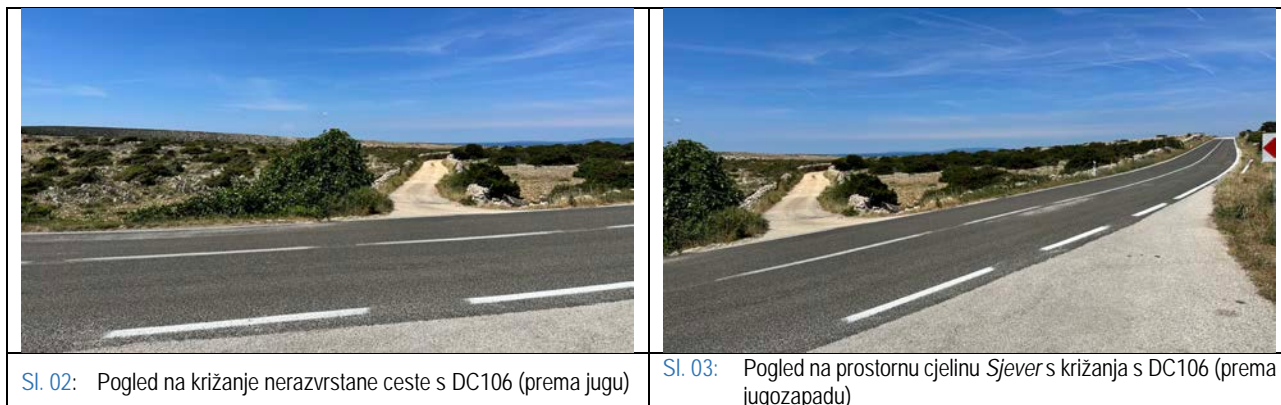 Sl. 02: Pogled na križanje nerazvrstane ceste s DC106 (prema jugu)
Sl. 03: Pogled na prostornu cjelinu Sjever s križanja s DC106 (prema
jugozapadu)